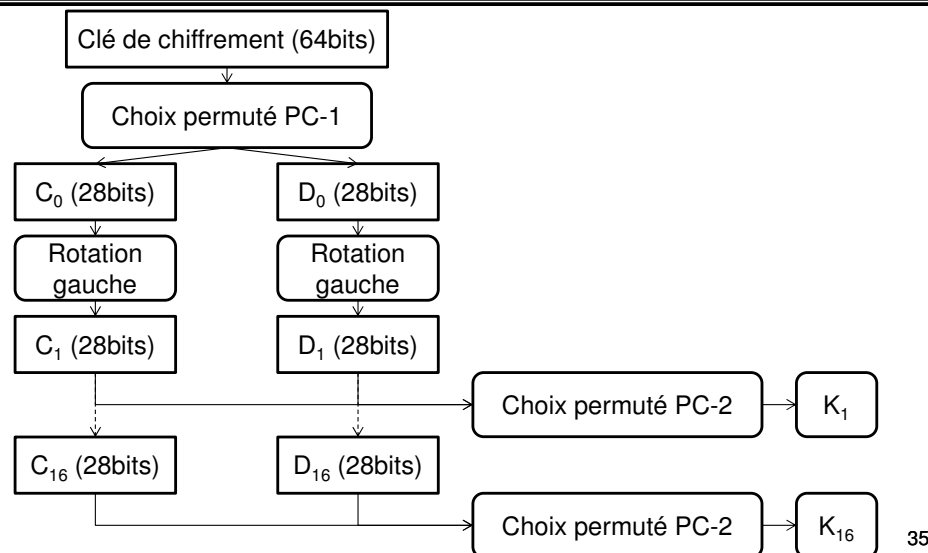 Clé de chiffrement (64bits)
Choix permuté PC-1
C₀ (28bits)
D₀ (28bits)
Rotation
gauche
Rotation
gauche
C₁ (28bits)
D₁ (28bits)
Choix permuté PC-2
K₁
C₁₆ (28bits)
D₁₆ (28bits)
Choix permuté PC-2
K₁₆
35